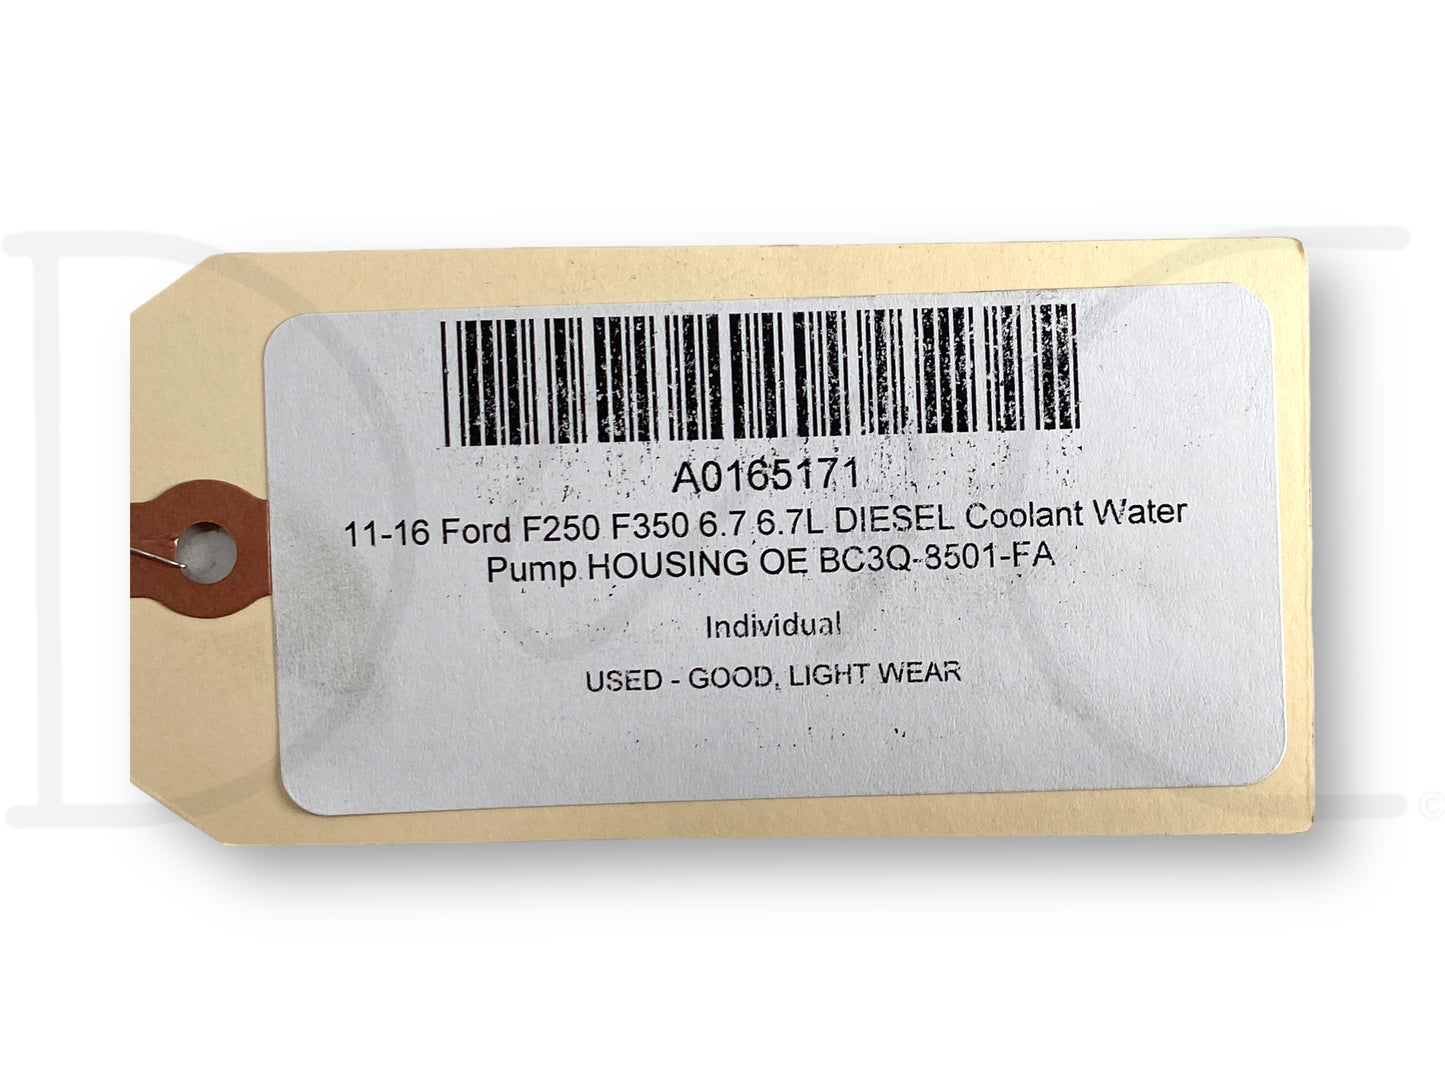 A0165171
11-16 Ford F250 F350 6.7 6.7L DIESEL Coolant Water
Pump HOUSING OE BC3Q-8501-FA
Individual
USED - GOOD, LIGHT WEAR
©